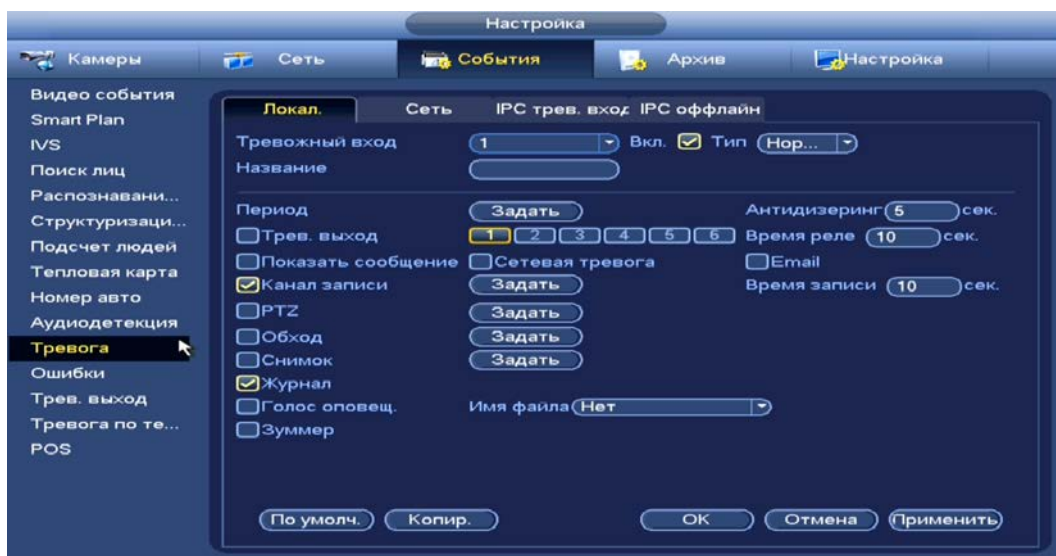 Настройка
Камеры Сеть События Архив Настройка
Видео события
Smart Plan
IVS
Поиск лиц
Распознавани...
Структуризаци...
Подсчет людей
Тепловая карта
Номер авто
Аудиодетекция
Тревога
Ошибки
Трев. выход
Тревога по те...
POS
Локал. Сеть IPC трев. вход IPC оффлайн
Тревожный вход 1 Вкл. Тип Нор...
Название
Период Задать Антидизеринг 5 сек.
Трев. выход 1 2 3 4 5 6 Время реле 10 сек.
Показать сообщение Сетевая тревога Email
Канал записи Задать Время записи 10 сек.
PTZ Задать
Обход Задать
Снимок Задать
Журнал
Голос оповещ. Имя файла Нет
Зуммер
По умолч. Копир. ОК Отмена Применить